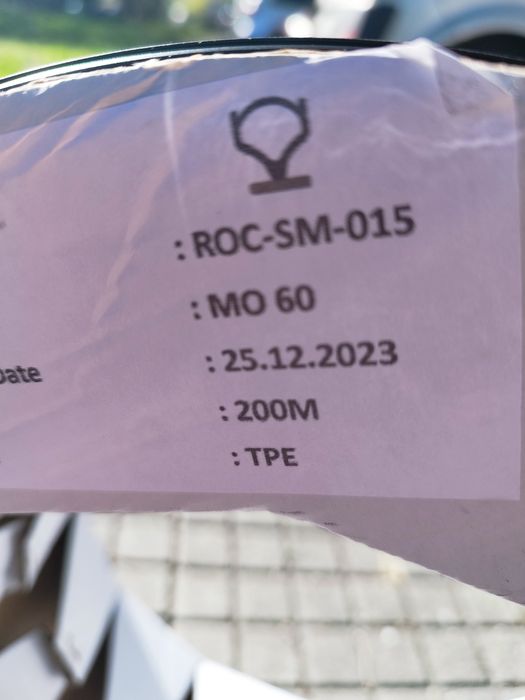 : ROC-SM-015
: MO 60
Date : 25.12.2023
: 200M
: TPE